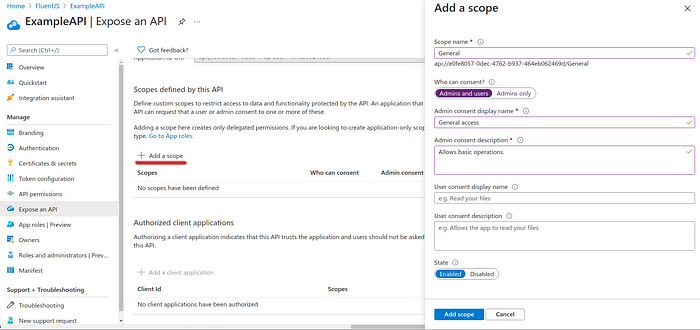 Home > FluentUS > ExampleAPI
ExampleAPI | Expose an API
Search (Ctrl+/)
Overview
Quickstart
Integration assistant
Manage
Branding
Authentication
Certificates & secrets
Token configuration
API permissions
Expose an API
App roles | Preview
Owners
Roles and administrators | Prev...
Manifest
Support + Troubleshooting
Troubleshooting
New support request
Got feedback?
Scopes defined by this API
Define custom scopes to restrict access to data and functionality protected by the API. An application that
API can request that a user or admin consent to one or more of these.
Adding a scope here creates only delegated permissions. If you are looking to create application-only scop
type. Go to App roles.
Add a scope
Scopes
Who can consent
Admin consent
No scopes have been defined
Authorized client applications
Authorizing a client application indicates that this API trusts the application and users should not be asked
this API.
Add a client application
Client Id
Scopes
No client applications have been authorized
Add a scope
Scope name *
General
api://e0fe8057-0dec-4762-b937-464eb062469d/General
Who can consent?
Admins and users
Admins only
Admin consent display name *
General access
Admin consent description *
Allows basic operations.
User consent display name
e.g. Read your files
User consent description
e.g. Allows the app to read your files.
State
Enabled
Disabled
Add scope
Cancel